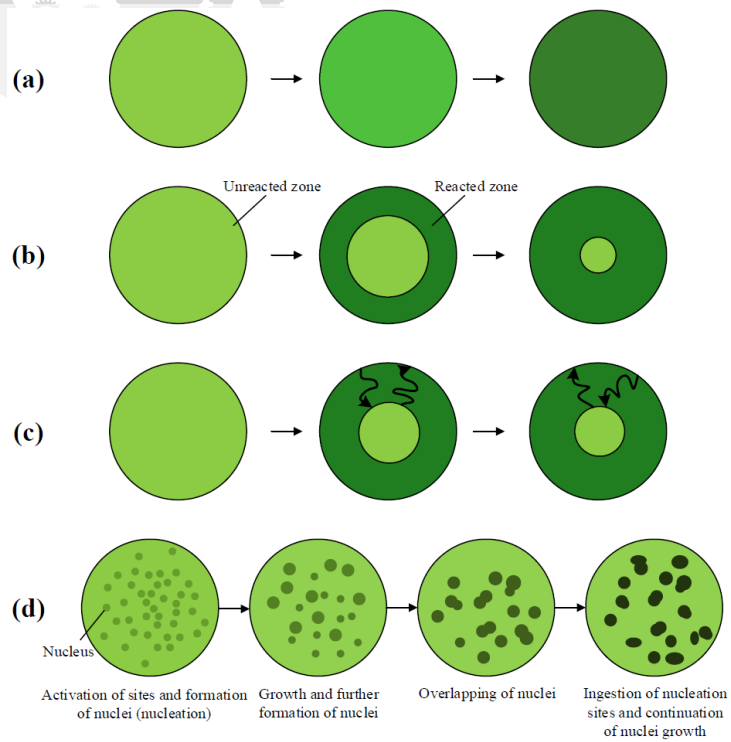 (a)
Unreacted zone
Reacted zone
(b)
(c)
(d)
Nucleus
Activation of sites and formation
of nuclei (nucleation)
Growth and further
formation of nuclei
Overlapping of nuclei
Ingestion of nucleation
sites and continuation
of nuclei growth